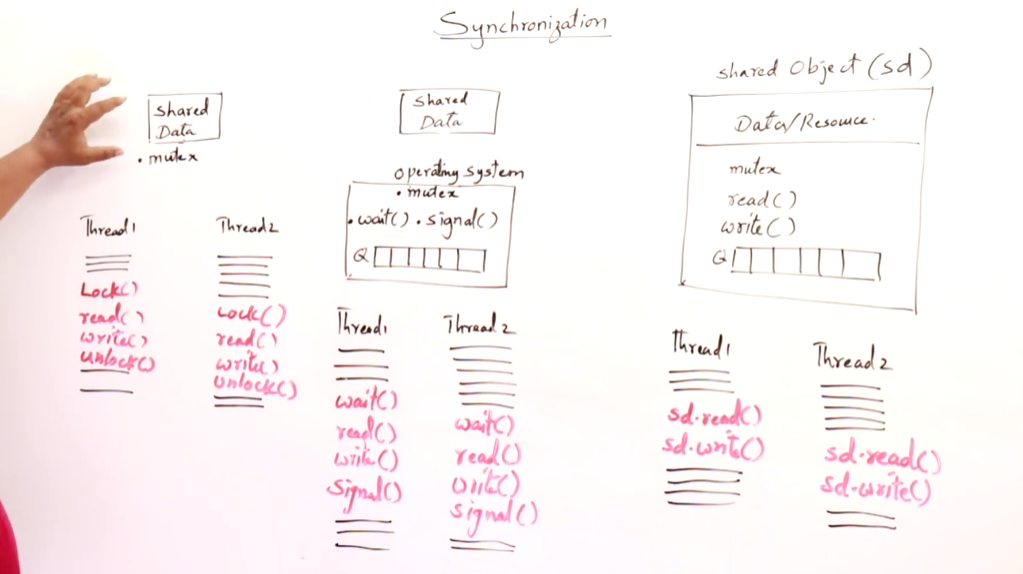 Synchronization
shared
Data
• mutex
Thread1
Lock()
read()
write()
unlock()
Thread2
Lock()
read()
write()
unlock()
shared
DATA
operating system
• mutex
• wait() • signal()
Q
Thread1
wait()
read()
write()
signal()
Thread2
wait()
read()
write()
signal()
shared Object (sd)
Data/Resource.
mutex
read()
write()
Q
Thread1
sd.read()
sd.write()
Thread2
sd.read()
sd.write()